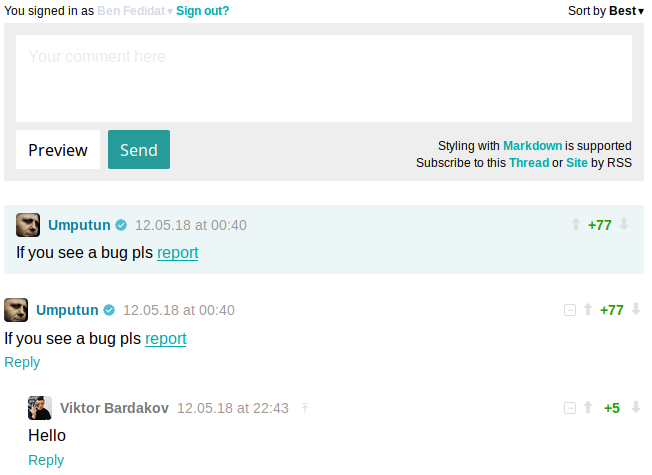 You signed in as Ben Fedidat ▾ Sign out?
Sort by Best ▾
Your comment here
Preview
Send
Styling with Markdown is supported
Subscribe to this Thread or Site by RSS
Umputun 12.05.18 at 00:40 +77
If you see a bug pls report
Umputun 12.05.18 at 00:40 +77
If you see a bug pls report
Reply
Viktor Bardakov 12.05.18 at 22:43 +5
Hello
Reply